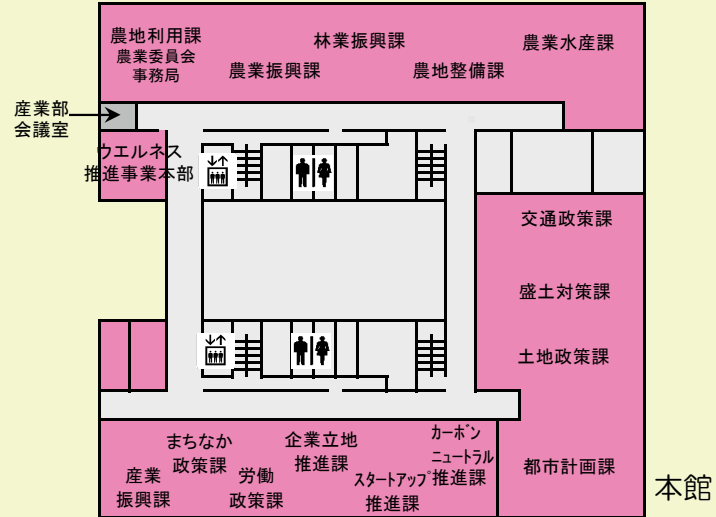 農地利用課
農業委員会
事務局
農業振興課
林業振興課
農地整備課
農業水産課
産業部
会議室
ウエルネス
推進事業本部
交通政策課
盛土対策課
土地政策課
都市計画課
産業
振興課
まちなか
政策課
労働
政策課
企業立地
推進課
ｽﾀｰﾄｱｯﾌﾟ
推進課
ｶｰﾎﾞﾝ
ﾆｭｰﾄﾗﾙ
推進課
本館